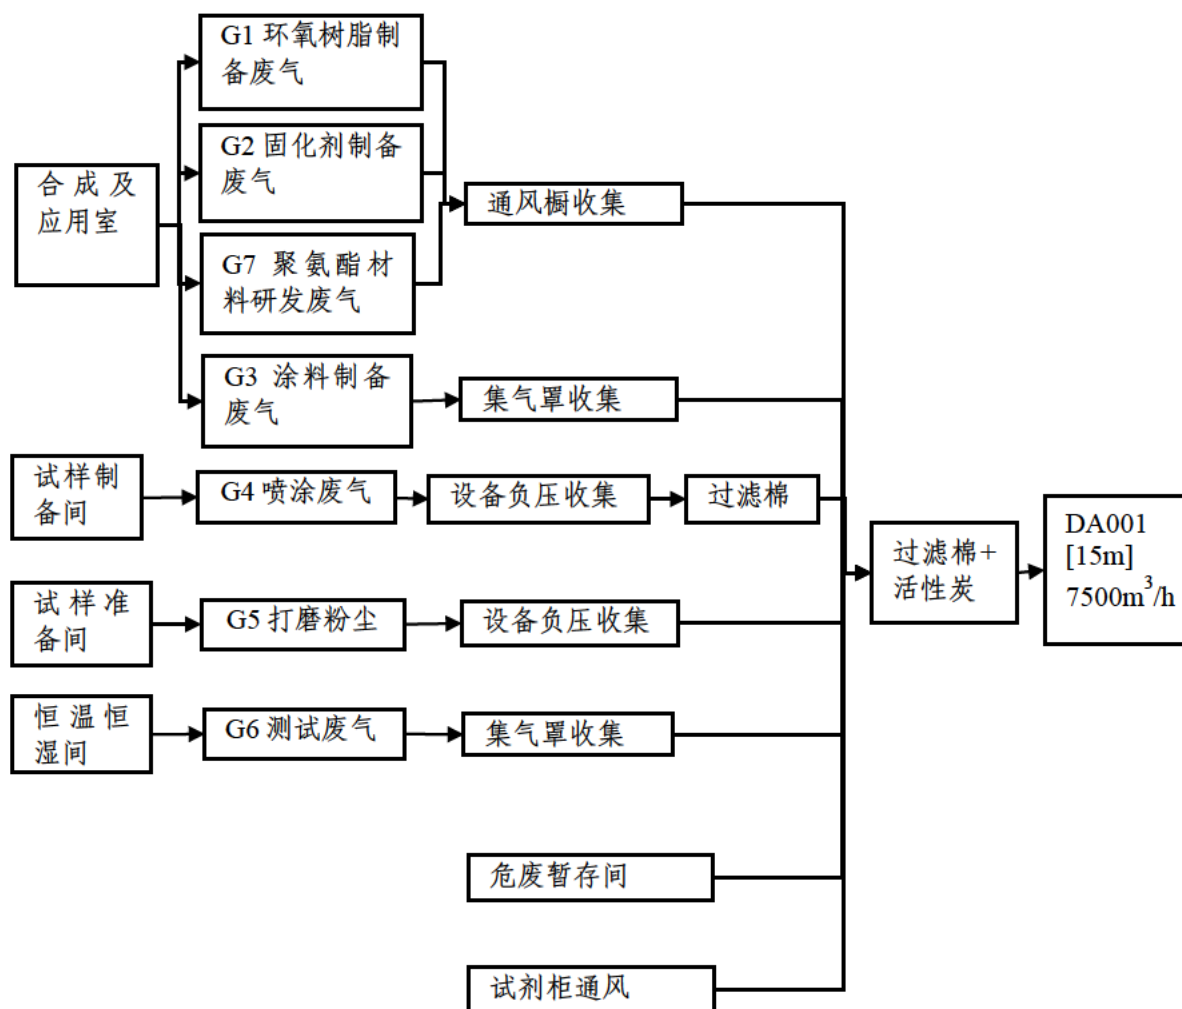 G1 环氧树脂制
备废气
G2 固化剂制备
废气
合成及
应用室
通风橱收集
G7 聚氨酯材
料研发废气
G3 涂料制备
废气
集气罩收集
试样制
备间
G4 喷涂废气
设备负压收集
过滤棉
过滤棉+
活性炭
DA001
[15m]
7500m³/h
试样准
备间
G5 打磨粉尘
设备负压收集
恒温恒
湿间
G6 测试废气
集气罩收集
危废暂存间
试剂柜通风